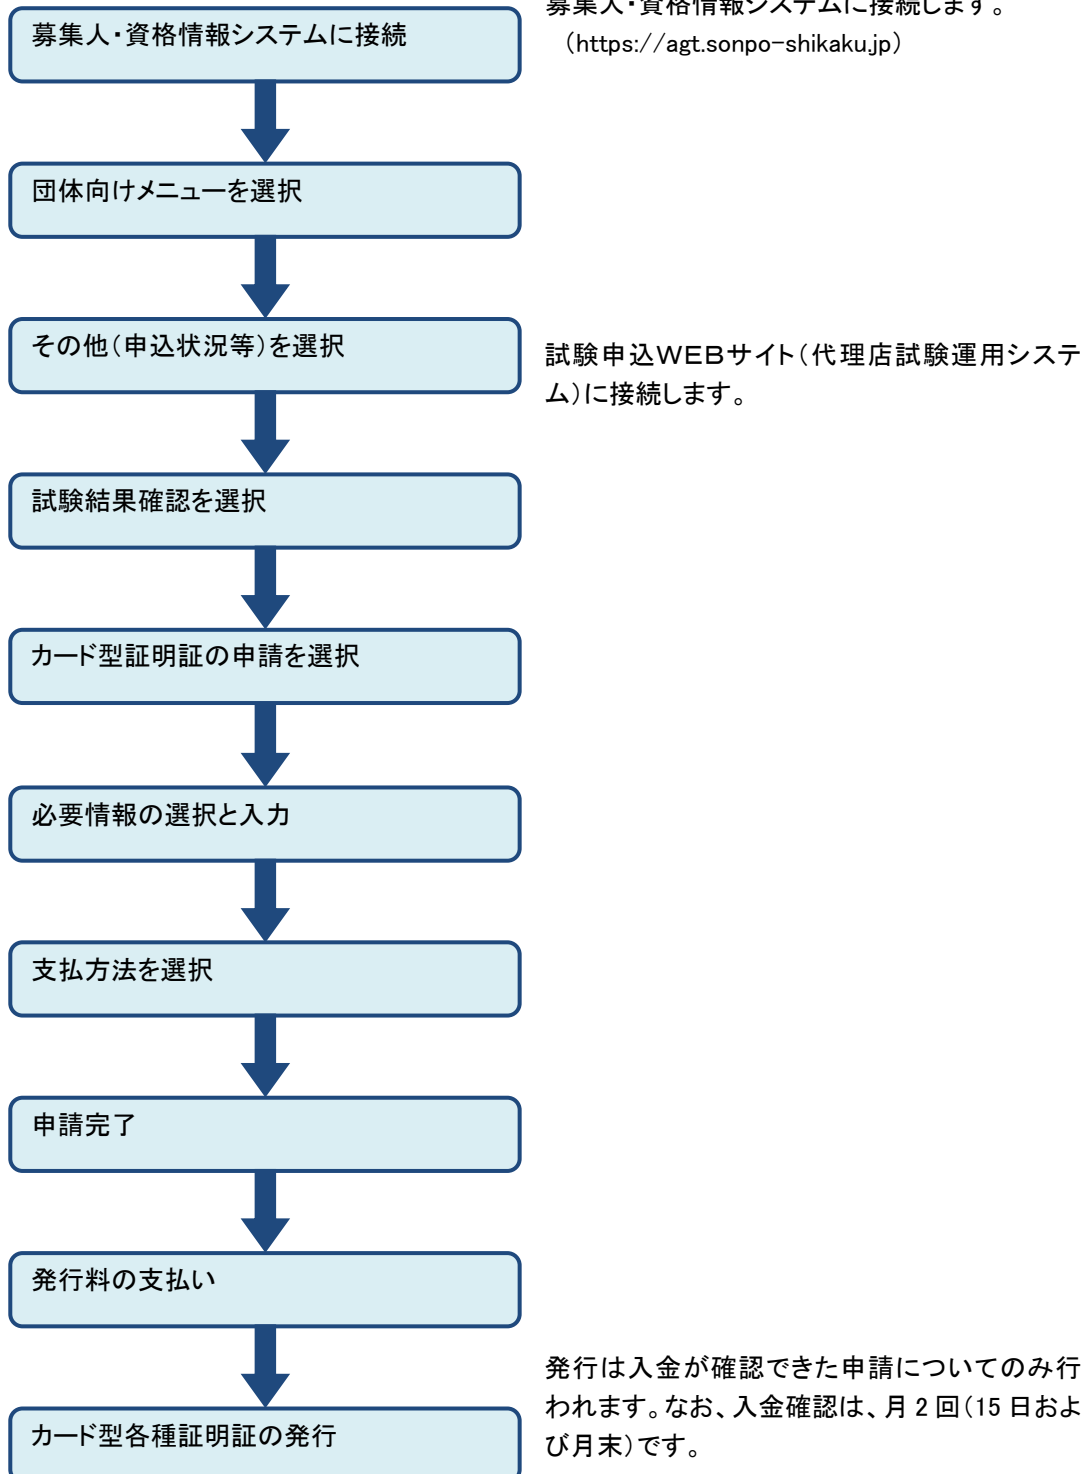 募集人・資格情報システムに接続します。
募集人・資格情報システムに接続
（https://agt.sonpo-shikaku.jp）
団体向けメニューを選択
その他（申込状況等）を選択
試験申込ＷＥＢサイト（代理店試験運用システ
ム）に接続します。
試験結果確認を選択
カード型証明証の申請を選択
必要情報の選択と入力
支払方法を選択
申請完了
発行料の支払い
発行は入金が確認できた申請についてのみ行
われます。なお、入金確認は、月 2 回（15 日およ
び月末）です。
カード型各種証明証の発行